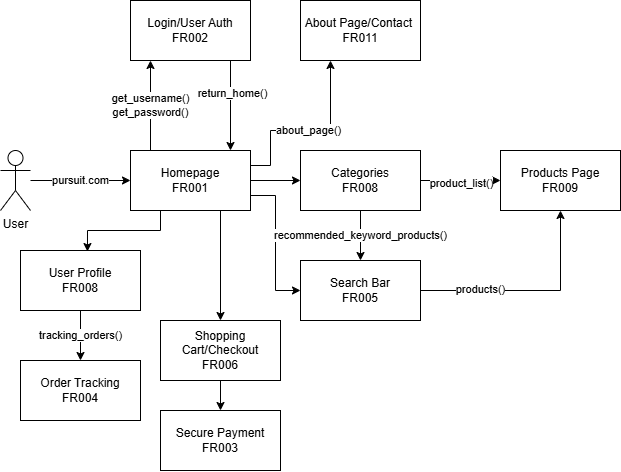 Login/User Auth
FR002
About Page/Contact
FR011
get_username()
get_password()
return_home()
about_page()
User
pursuit.com
Homepage
FR001
Categories
FR008
product_list()
Products Page
FR009
recommended_keyword_products()
User Profile
FR008
Search Bar
FR005
products()
tracking_orders()
Shopping
Cart/Checkout
FR006
Order Tracking
FR004
Secure Payment
FR003